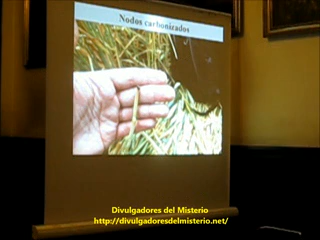 Nodos carbonizados
Divulgadores del Misterio
http://divulgadoresdelmisterio.net/